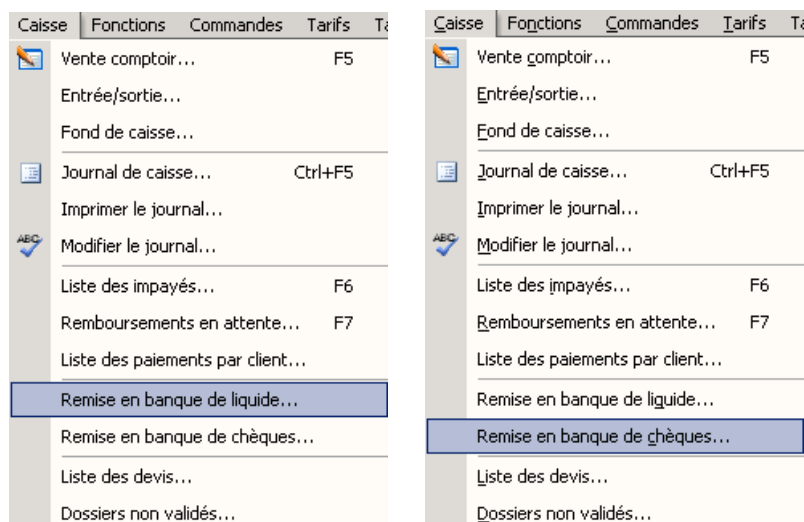 Caisse Fonctions Commandes Tarifs
Vente comptoir... F5
Entrée/sortie...
Fond de caisse...
Journal de caisse... Ctrl+F5
Imprimer le journal...
ABC Modifier le journal...
Liste des impayés... F6
Remboursements en attente... F7
Liste des paiements par client...
Remise en banque de liquide...
Remise en banque de chèques...
Liste des devis...
Dossiers non validés...
Caisse Fonctions Commandes Tarifs
Vente comptoir... F5
Entrée/sortie...
Fond de caisse...
Journal de caisse... Ctrl+F5
Imprimer le journal...
ABC Modifier le journal...
Liste des impayés... F6
Remboursements en attente... F7
Liste des paiements par client...
Remise en banque de liquide...
Remise en banque de chèques...
Liste des devis...
Dossiers non validés...